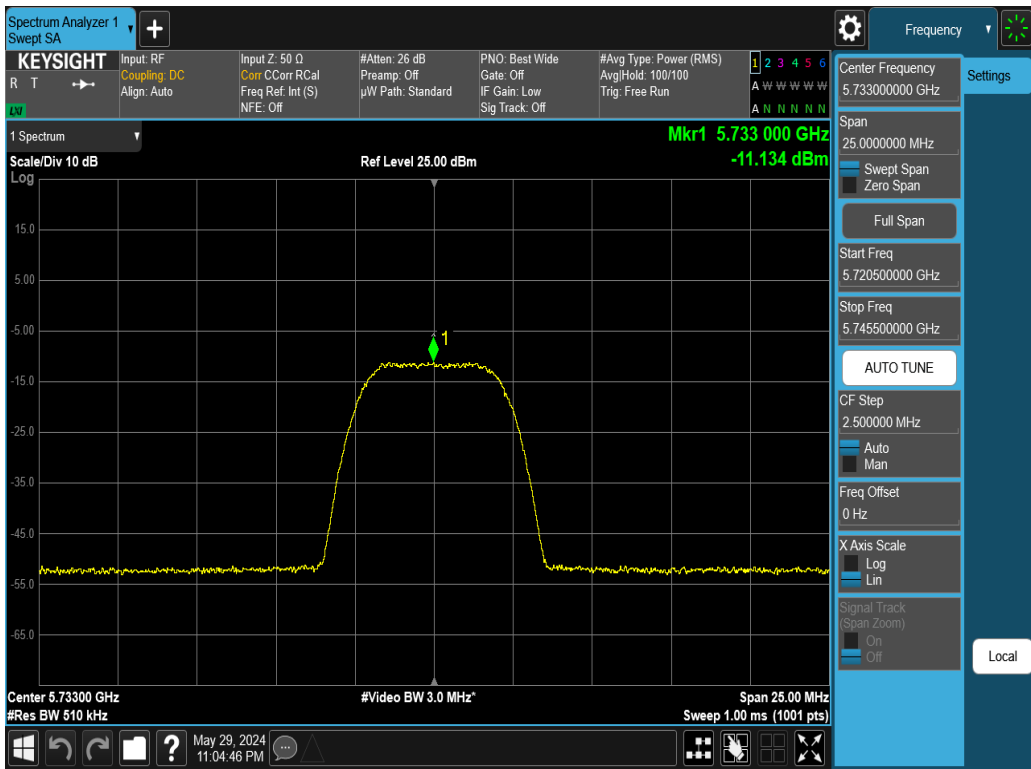 Spectrum Analyzer 1
Swept SA
Frequency
KEYSIGHT
R T
LXI
Input: RF
Coupling: DC
Align: Auto
Input Z: 50 Ω
Corr CCorr RCal
Freq Ref: Int (S)
NFE: Off
#Atten: 26 dB
Preamp: Off
µW Path: Standard
PNO: Best Wide
Gate: Off
IF Gain: Low
Sig Track: Off
#Avg Type: Power (RMS)
Avg|Hold: 100/100
Trig: Free Run
1 2 3 4 5 6
A W W W W W
A N N N N N
1 Spectrum
Mkr1 5.733 000 GHz
Scale/Div 10 dB
Ref Level 25.00 dBm
-11.134 dBm
Log
15.0
5.00
-5.00
1
-15.0
-25.0
-35.0
-45.0
-55.0
-65.0
Center 5.73300 GHz
#Video BW 3.0 MHz*
Span 25.00 MHz
#Res BW 510 kHz
Sweep 1.00 ms (1001 pts)
?
May 29, 2024
11:04:46 PM
Center Frequency
5.733000000 GHz
Settings
Span
25.0000000 MHz
Swept Span
Zero Span
Full Span
Start Freq
5.720500000 GHz
Stop Freq
5.745500000 GHz
AUTO TUNE
CF Step
2.500000 MHz
Auto
Man
Freq Offset
0 Hz
X Axis Scale
Log
Lin
Signal Track
(Span Zoom)
On
Off
Local